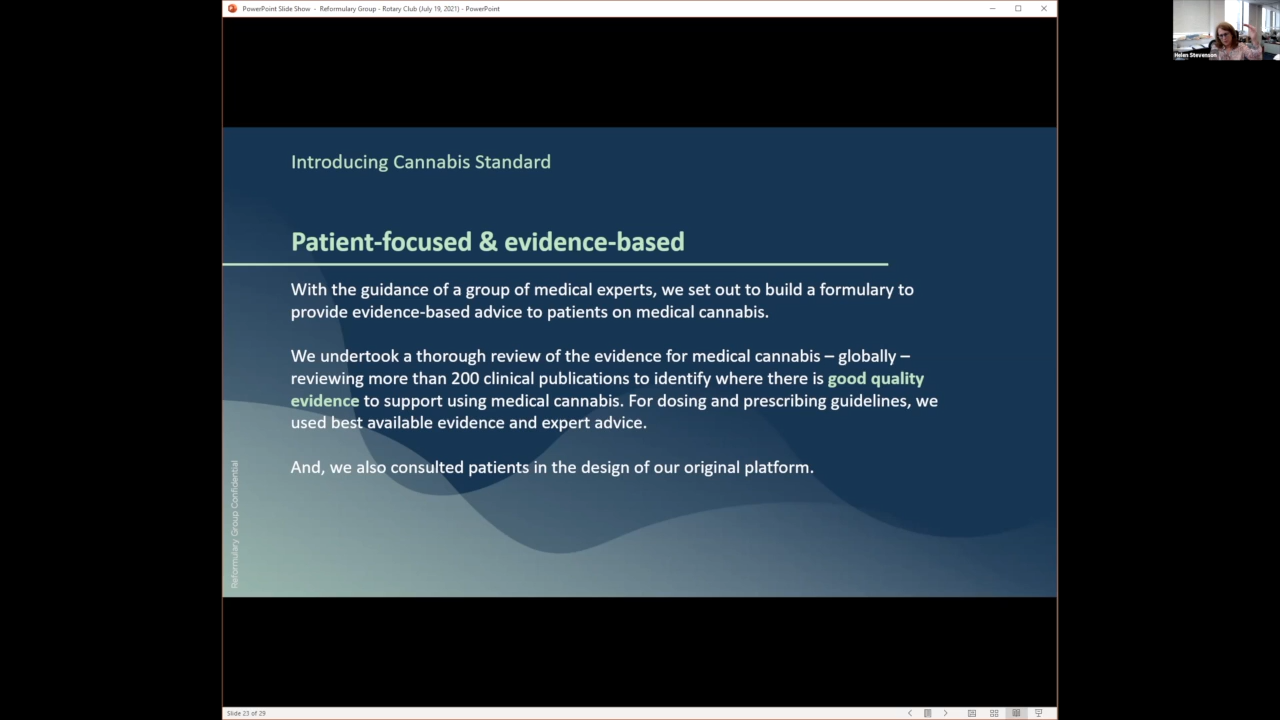 PowerPoint Slide Show - Reformulary Group - Rotary Club (July 19, 2021) - PowerPoint
Helen Stevenson
Introducing Cannabis Standard
Patient-focused & evidence-based
With the guidance of a group of medical experts, we set out to build a formulary to
provide evidence-based advice to patients on medical cannabis.
We undertook a thorough review of the evidence for medical cannabis – globally –
reviewing more than 200 clinical publications to identify where there is good quality
evidence to support using medical cannabis. For dosing and prescribing guidelines, we
used best available evidence and expert advice.
And, we also consulted patients in the design of our original platform.
Reformulary Group Confidential
Slide 23 of 29